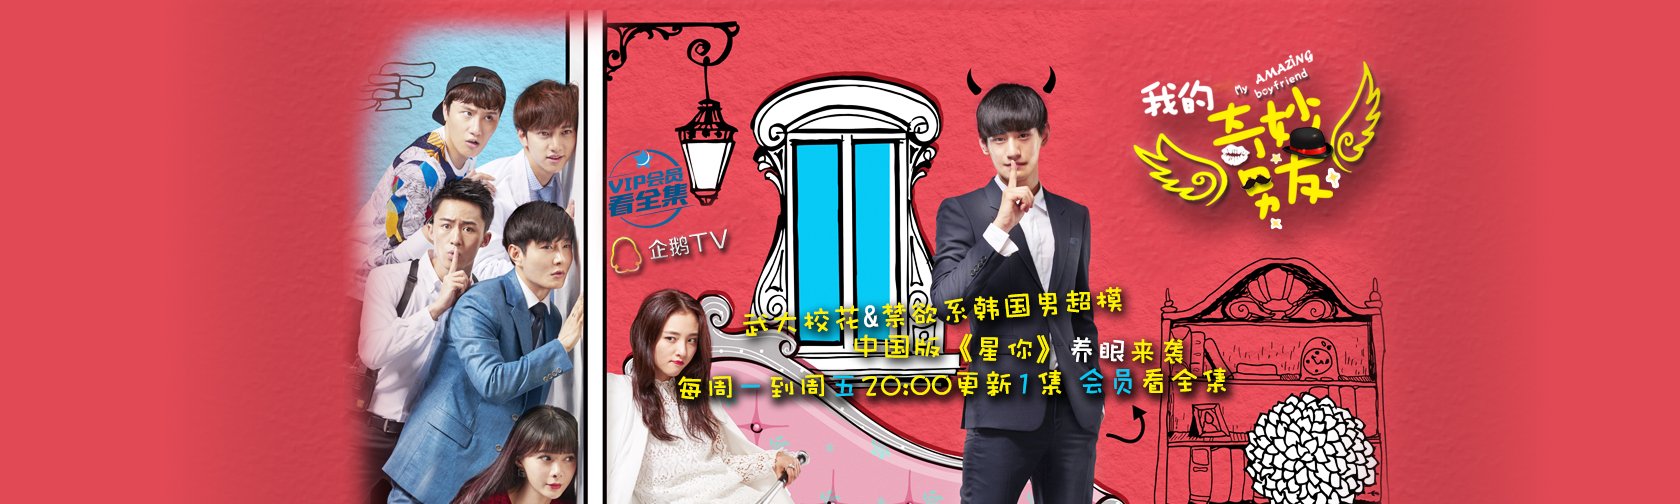 VIP会员
看全集
企鹅TV
我的
My
AMAZING
boyfriend
奇妙
男友
武大校花&禁欲系韩国男超模
中国版《星你》养眼来袭
每周一到周五20:00更新1集 会员看全集